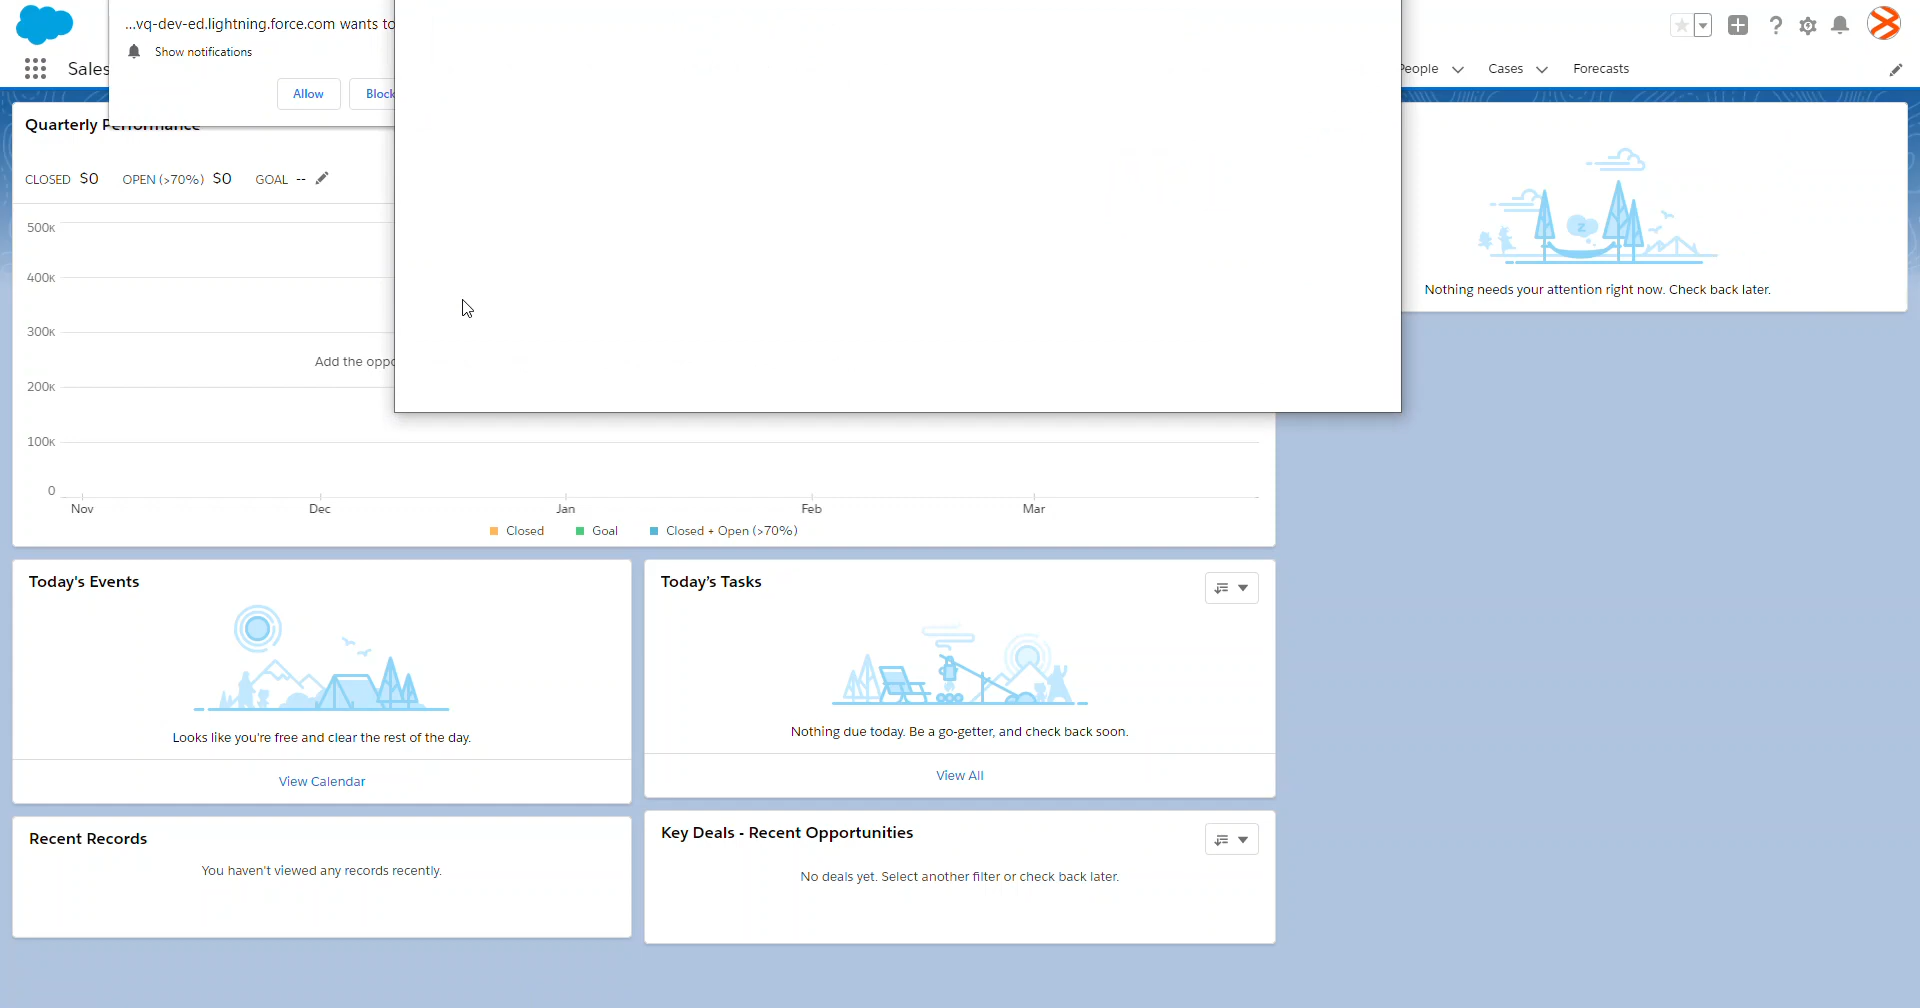 ...vq-dev-ed.lightning.force.com wants to
Show notifications
Allow
Block
Sales
People
Cases
Forecasts
Quarterly Performance
CLOSED $0 OPEN (>70%) $0 GOAL --
500K
400K
300K
Add the oppo
200K
100K
0
Nov Dec Jan Feb Mar
Closed Goal Closed + Open (>70%)
z
Nothing needs your attention right now. Check back later.
Today's Events
Looks like you're free and clear the rest of the day.
View Calendar
Today’s Tasks
Nothing due today. Be a go-getter, and check back soon.
View All
Recent Records
You haven't viewed any records recently.
Key Deals - Recent Opportunities
No deals yet. Select another filter or check back later.